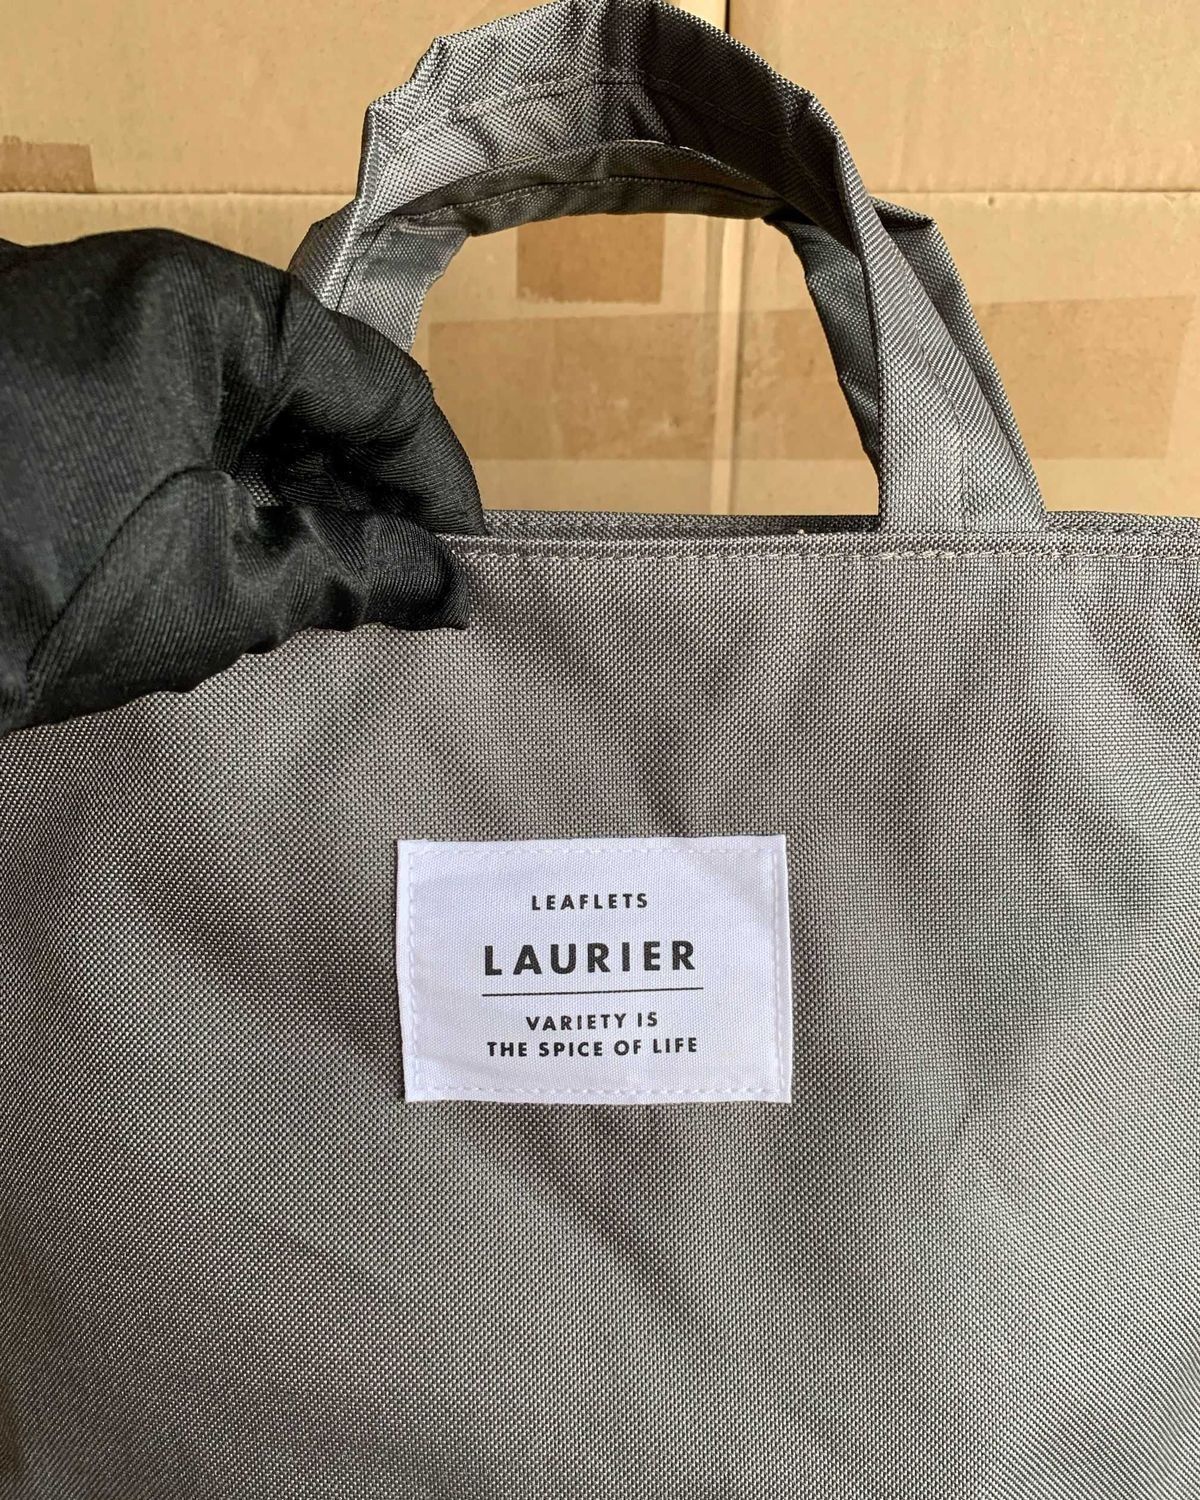 LEAFLETS
LAURIER
VARIETY IS
THE SPICE OF LIFE